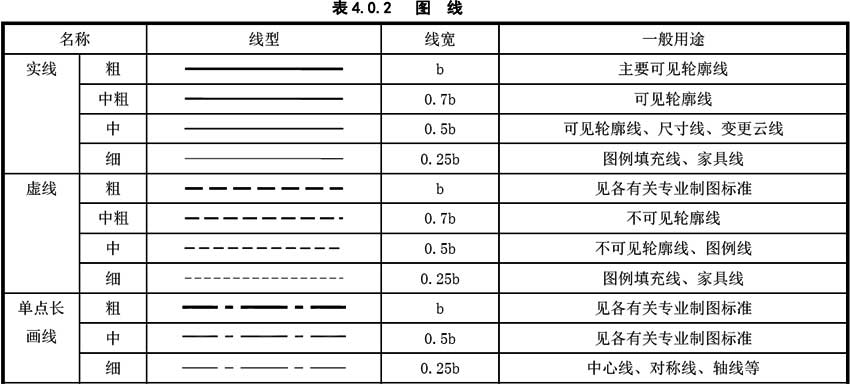 表4.0.2 图 线
名称 线型 线宽 一般用途
实线 粗 b 主要可见轮廓线
中粗 0.7b 可见轮廓线
中 0.5b 可见轮廓线、尺寸线、变更云线
细 0.25b 图例填充线、家具线
虚线 粗 b 见各有关专业制图标准
中粗 0.7b 不可见轮廓线
中 0.5b 不可见轮廓线、图例线
细 0.25b 图例填充线、家具线
单点长 粗 b 见各有关专业制图标准
画线 中 0.5b 见各有关专业制图标准
细 0.25b 中心线、对称线、轴线等